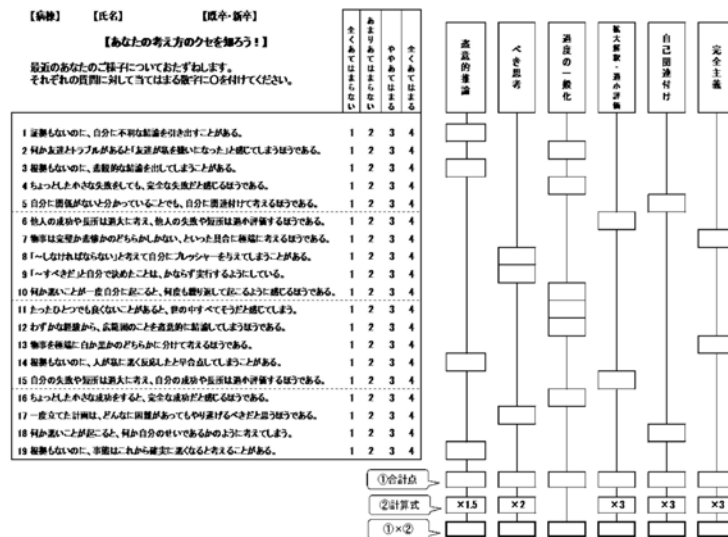 【病棟】 【氏名】 【既卒・新卒】
【あなたの考え方のクセを知ろう！】
最近のあなたのご様子についておたずねします。
それぞれの質問に対して当てはまる数字に○を付けてください。
全くあてはまらない
あまりあてはまらない
ややあてはまる
全くあてはまる
恣意的推論
べき思考
過度の一般化
拡大解釈・過小評価
自己関連付け
完全主義
1 証拠もないのに、自分に不利な結論を引き出すことがある。 1 2 3 4
2 何か友達とトラブルがあると「友達が私を嫌いになった」と感じてしまうほうである。 1 2 3 4
3 根拠もないのに、悲観的な結論を出してしまうことがある。 1 2 3 4
4 ちょっとした小さな失敗をしても、完全な失敗だと感じるほうである。 1 2 3 4
5 自分に関係がないと分かっていることでも、自分に関連付けて考えるほうである。 1 2 3 4
6 他人の成功や長所は過大に考え、他人の失敗や短所は過小評価するほうである。 1 2 3 4
7 物事は完璧か悲惨かのどちらかしかない、といった具合に極端に考えるほうである。 1 2 3 4
8 「～しなければならない」と考えて自分にプレッシャーを与えてしまうことがある。 1 2 3 4
9 「～すべきだ」と自分で決めたことは、かならず実行するようにしている。 1 2 3 4
10 何か悪いことが一度自分に起こると、何度も繰り返して起こるように感じるほうである。 1 2 3 4
11 たったひとつでも良くないことがあると、世の中すべてそうだと感じてしまう。 1 2 3 4
12 わずかな経験から、広範囲のことを恣意的に結論してしまうほうである。 1 2 3 4
13 物事を極端に白か黒かのどちらかに分けて考えるほうである。 1 2 3 4
14 根拠もないのに、人が私に悪く反応したと早合点してしまうことがある。 1 2 3 4
15 自分の失敗や短所は過大に考え、自分の成功や長所は過小評価するほうである。 1 2 3 4
16 ちょっとした小さな成功をすると、完全な成功だと感じるほうである。 1 2 3 4
17 一度立てた計画は、どんなに困難があってもやり遂げるべきだと思うほうである。 1 2 3 4
18 何か悪いことが起こると、何か自分のせいであるかのように考えてしまう。 1 2 3 4
19 根拠もないのに、事態はこれから確実に悪くなると考えることがある。 1 2 3 4
①合計点
②計算式 ×1.5 ×2 ×3 ×3 ×3
①×②